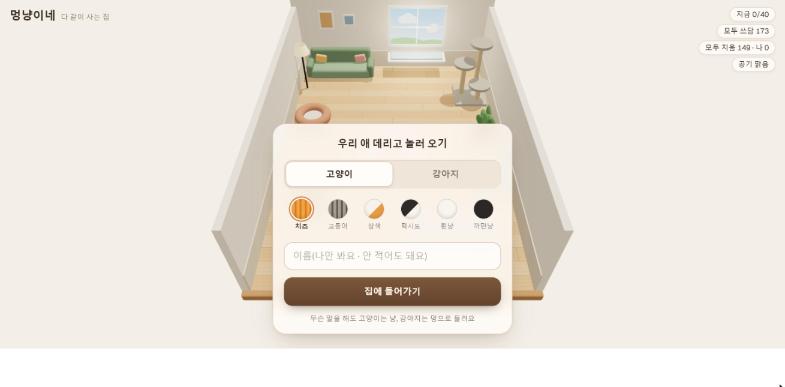 멍냥이네 다 같이 사는 집
지금 0/40
모두 쓰담 173
모두 지움 149 · 나 0
공기 맑음
우리 애 데리고 놀러 오기
고양이 강아지
치즈 고등어 삼색 턱시도 흰냥 까만냥
이름(나만 봐요 · 안 적어도 돼요)
집에 들어가기
무슨 말을 해도 고양이는 냥, 강아지는 멍으로 들려요